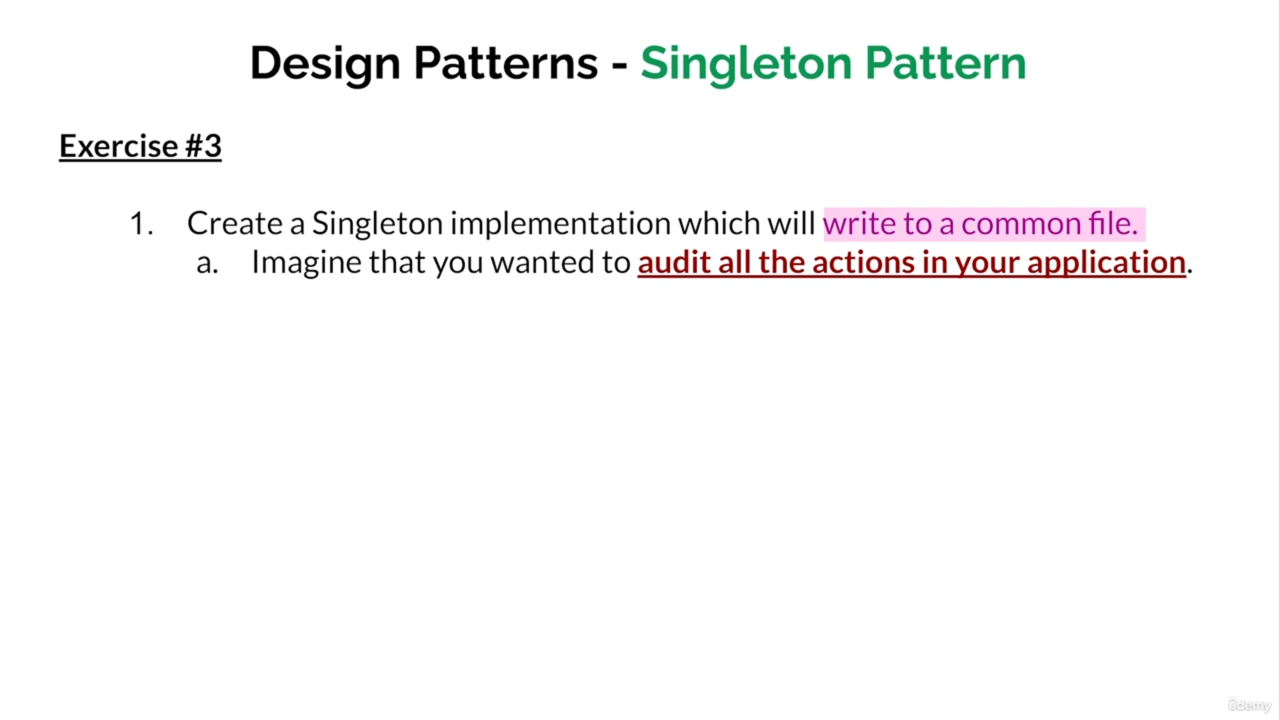 Design Patterns - Singleton Pattern
Exercise #3
1. Create a Singleton implementation which will write to a common file.
a. Imagine that you wanted to audit all the actions in your application.
ûdemy